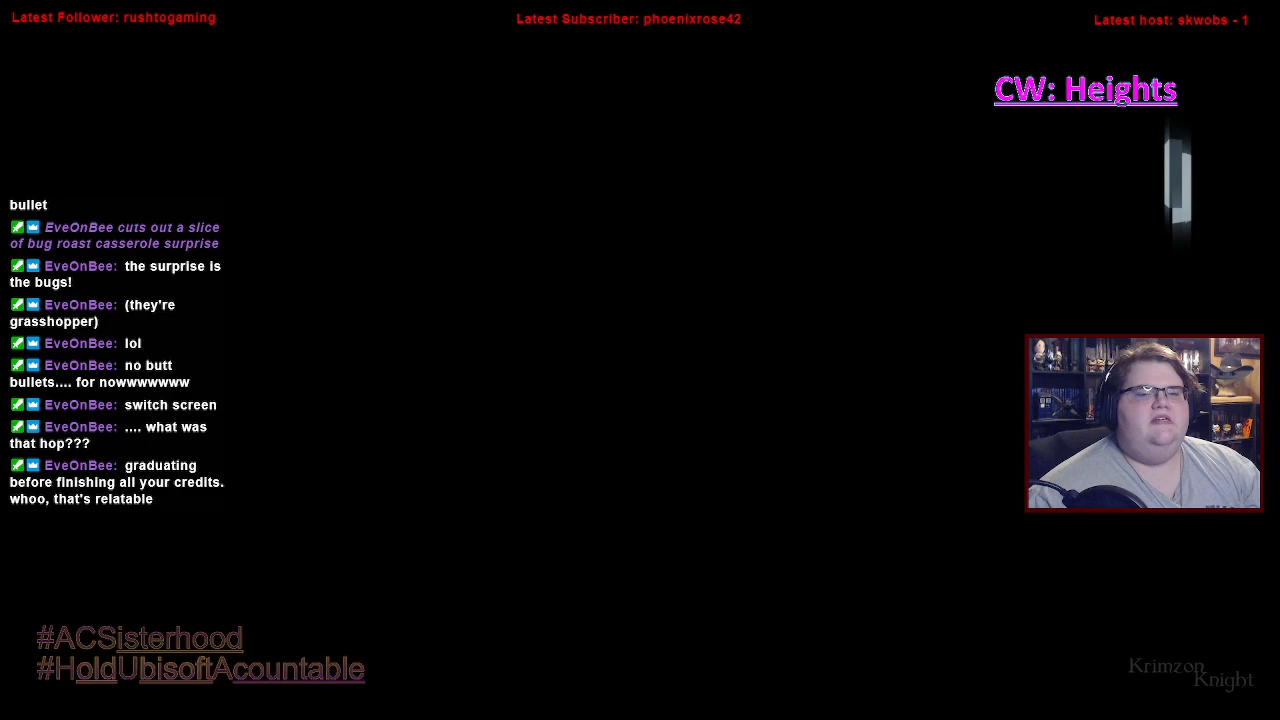 Latest Follower: rushtogaming
Latest Subscriber: phoenixrose42
Latest host: skwobs - 1
CW: Heights
bullet
EveOnBee cuts out a slice
of bug roast casserole surprise
EveOnBee: the surprise is
the bugs!
EveOnBee: (they're
grasshopper)
EveOnBee: lol
EveOnBee: no butt
bullets.... for nowwwwwww
EveOnBee: switch screen
EveOnBee: .... what was
that hop???
EveOnBee: graduating
before finishing all your credits.
whoo, that's relatable
#ACSisterhood
#HoldUbisoftAcountable
Krimzon
Knight